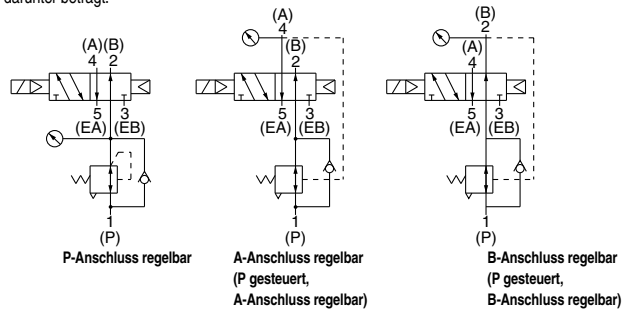 darunter beträgt.
(A)
4
(B)
2
(A)(B)
4 2
(B)
2
(A)
4
5 3
(EA) (EB)
5 3
(EA) (EB)
5 3
(EA) (EB)
1
(P)
1
(P)
1
(P)
P-Anschluss regelbar
A-Anschluss regelbar
(P gesteuert,
A-Anschluss regelbar)
B-Anschluss regelbar
(P gesteuert,
B-Anschluss regelbar)